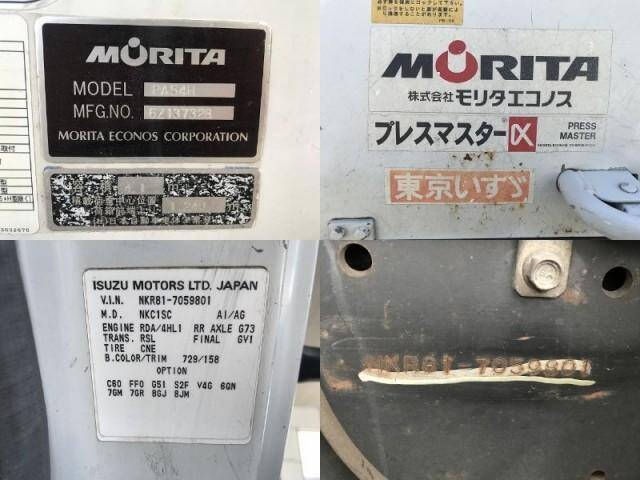 MORITA
MODEL PA54H
MFG.NO.
MORITA ECONOS CORPORATION
MORITA
株式会社モリタエコノス
プレスマスター α PRESS MASTER
東京いすゞ
ISUZU MOTORS LTD. JAPAN
V.I.N. NKR81-7059801
M.D. NKC1SC AI/AG
ENGINE RDA/4HL1 RR AXLE G73
TRANS. RSL FINAL GV1
TIRE CNE
B.COLOR/TRIM 729/158
OPTION
C60 FF0 G51 S2F V4G 6QN
7GM 7GR 8GJ 8JM
NKR81-7059801